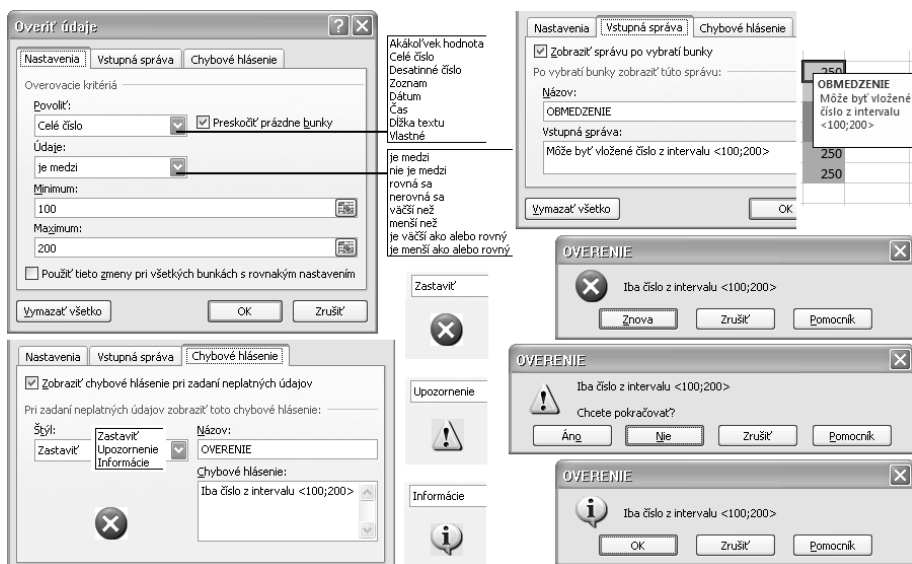 Overiť údaje
Nastavenia
Vstupná správa
Chybové hlásenie
Overovacie kritériá
Povoliť:
Celé číslo
Preskočiť prázdne bunky
Údaje:
je medzi
Minimum:
100
Maximum:
200
Použiť tieto zmeny pri všetkých bunkách s rovnakým nastavením
Vymazať všetko
OK
Zrušiť
Akákoľvek hodnota
Celé číslo
Desatinné číslo
Zoznam
Dátum
Čas
Dĺžka textu
Vlastné
je medzi
nie je medzi
rovná sa
nerovná sa
väčší než
menší než
je väčší ako alebo rovný
je menší ako alebo rovný
Nastavenia
Vstupná správa
Chybové hlásenie
Zobraziť správu po vybratí bunky
Po vybratí bunky zobraziť túto správu:
Názov:
OBMEDZENIE
Vstupná správa:
Môže byť vložené číslo z intervalu <100;200>
Vymazať všetko
OK
250
OBMEDZENIE
Môže byť vložené
číslo z intervalu
<100;200>
250
250
Nastavenia
Vstupná správa
Chybové hlásenie
Zobraziť chybové hlásenie pri zadaní neplatných údajov
Pri zadaní neplatných údajov zobraziť toto chybové hlásenie:
Štýl:
Zastaviť
Zastaviť
Upozornenie
Informácie
Názov:
OVERENIE
Chybové hlásenie:
Iba číslo z intervalu <100;200>
Zastaviť
Upozornenie
Informácie
OVERENIE
Iba číslo z intervalu <100;200>
Znova
Zrušiť
Pomocník
OVERENIE
Iba číslo z intervalu <100;200>
Chcete pokračovať?
Áno
Nie
Zrušiť
Pomocník
OVERENIE
Iba číslo z intervalu <100;200>
OK
Zrušiť
Pomocník